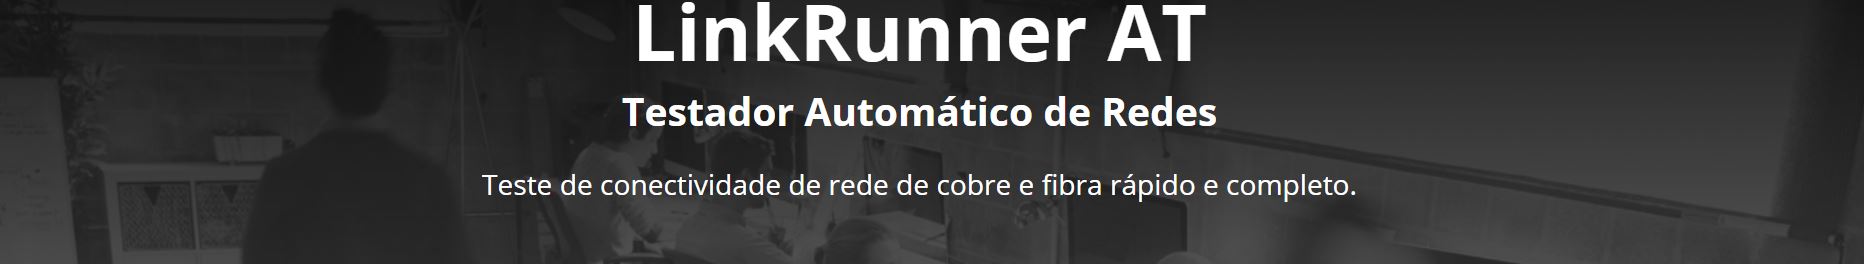 LinkRunner AT
Testador Automático de Redes
Teste de conectividade de rede de cobre e fibra rápido e completo.